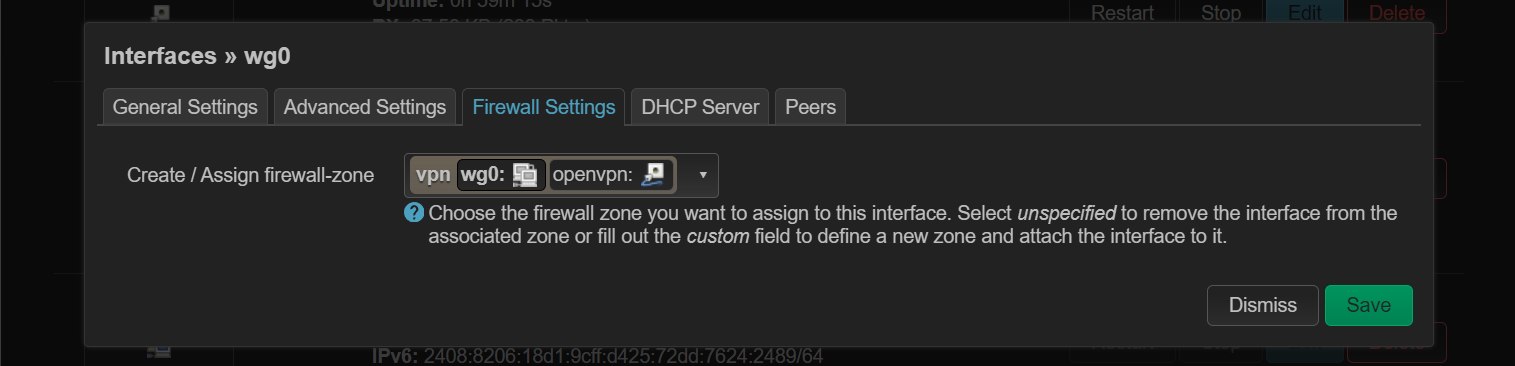 Uptime: 0h 59m 15s
Restart Stop Edit Delete
Interfaces » wg0
General Settings Advanced Settings Firewall Settings DHCP Server Peers
Create / Assign firewall-zone vpn wg0: openvpn:
Choose the firewall zone you want to assign to this interface. Select unspecified to remove the interface from the
associated zone or fill out the custom field to define a new zone and attach the interface to it.
Dismiss Save
IPv6: 2408:8206:18d1:9cff:d425:72dd:7624:2489/64